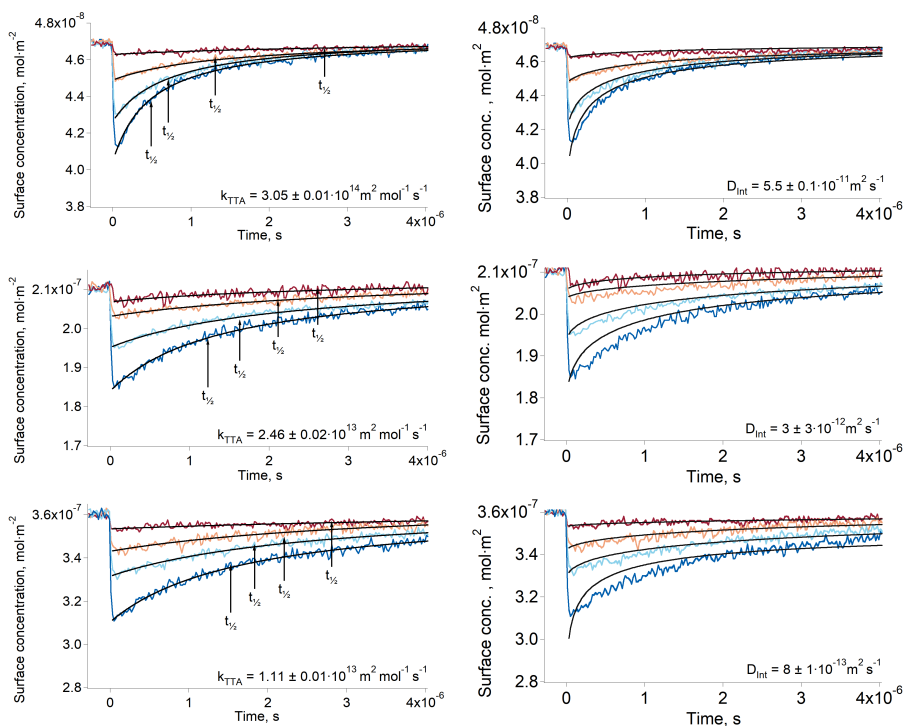 4.8x10⁻⁸
4.6
4.4
4.2
4.0
3.8
Surface concentration, mol·m⁻²
t½
t½
t½
t½
k_TTA = 3.05 ± 0.01·10¹⁴ m² mol⁻¹ s⁻¹
0
1
2
3
4x10⁻⁶
Time, s
4.8x10⁻⁸
4.6
4.4
4.2
4.0
3.8
Surface conc. , mol·m⁻²
D_Int = 5.5 ± 0.1·10⁻¹¹ m² s⁻¹
0
1
2
3
4x10⁻⁶
Time, s
2.1x10⁻⁷
2.0
1.9
1.8
1.7
Surface concentration, mol·m⁻²
t½
t½
t½
t½
k_TTA = 2.46 ± 0.02·10¹³ m² mol⁻¹ s⁻¹
0
1
2
3
4x10⁻⁶
Time, s
2.1x10⁻⁷
2.0
1.9
1.8
1.7
Surface conc. mol·m⁻²
D_Int = 3 ± 3·10⁻¹² m² s⁻¹
0
1
2
3
4x10⁻⁶
Time, s
3.6x10⁻⁷
3.4
3.2
3.0
2.8
Surface concentration, mol·m⁻²
t½
t½
t½
t½
k_TTA = 1.11 ± 0.01·10¹³ m² mol⁻¹ s⁻¹
0
1
2
3
4x10⁻⁶
Time, s
3.6x10⁻⁷
3.4
3.2
3.0
2.8
Surface conc. , mol·m⁻²
D_Int = 8 ± 1·10⁻¹³ m² s⁻¹
0
1
2
3
4x10⁻⁶
Time, s